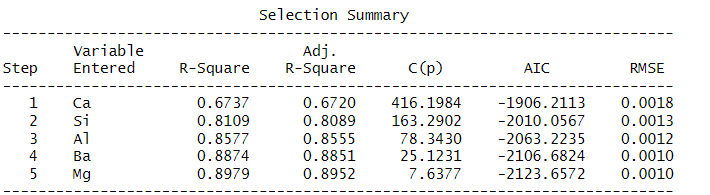 Selection Summary
Variable Adj.
Step Entered R-Square R-Square C(p) AIC RMSE
1 Ca 0.6737 0.6720 416.1984 -1906.2113 0.0018
2 Si 0.8109 0.8089 163.2902 -2010.0567 0.0013
3 Al 0.8577 0.8555 78.3430 -2063.2235 0.0012
4 Ba 0.8874 0.8851 25.1231 -2106.6824 0.0010
5 Mg 0.8979 0.8952 7.6377 -2123.6572 0.0010